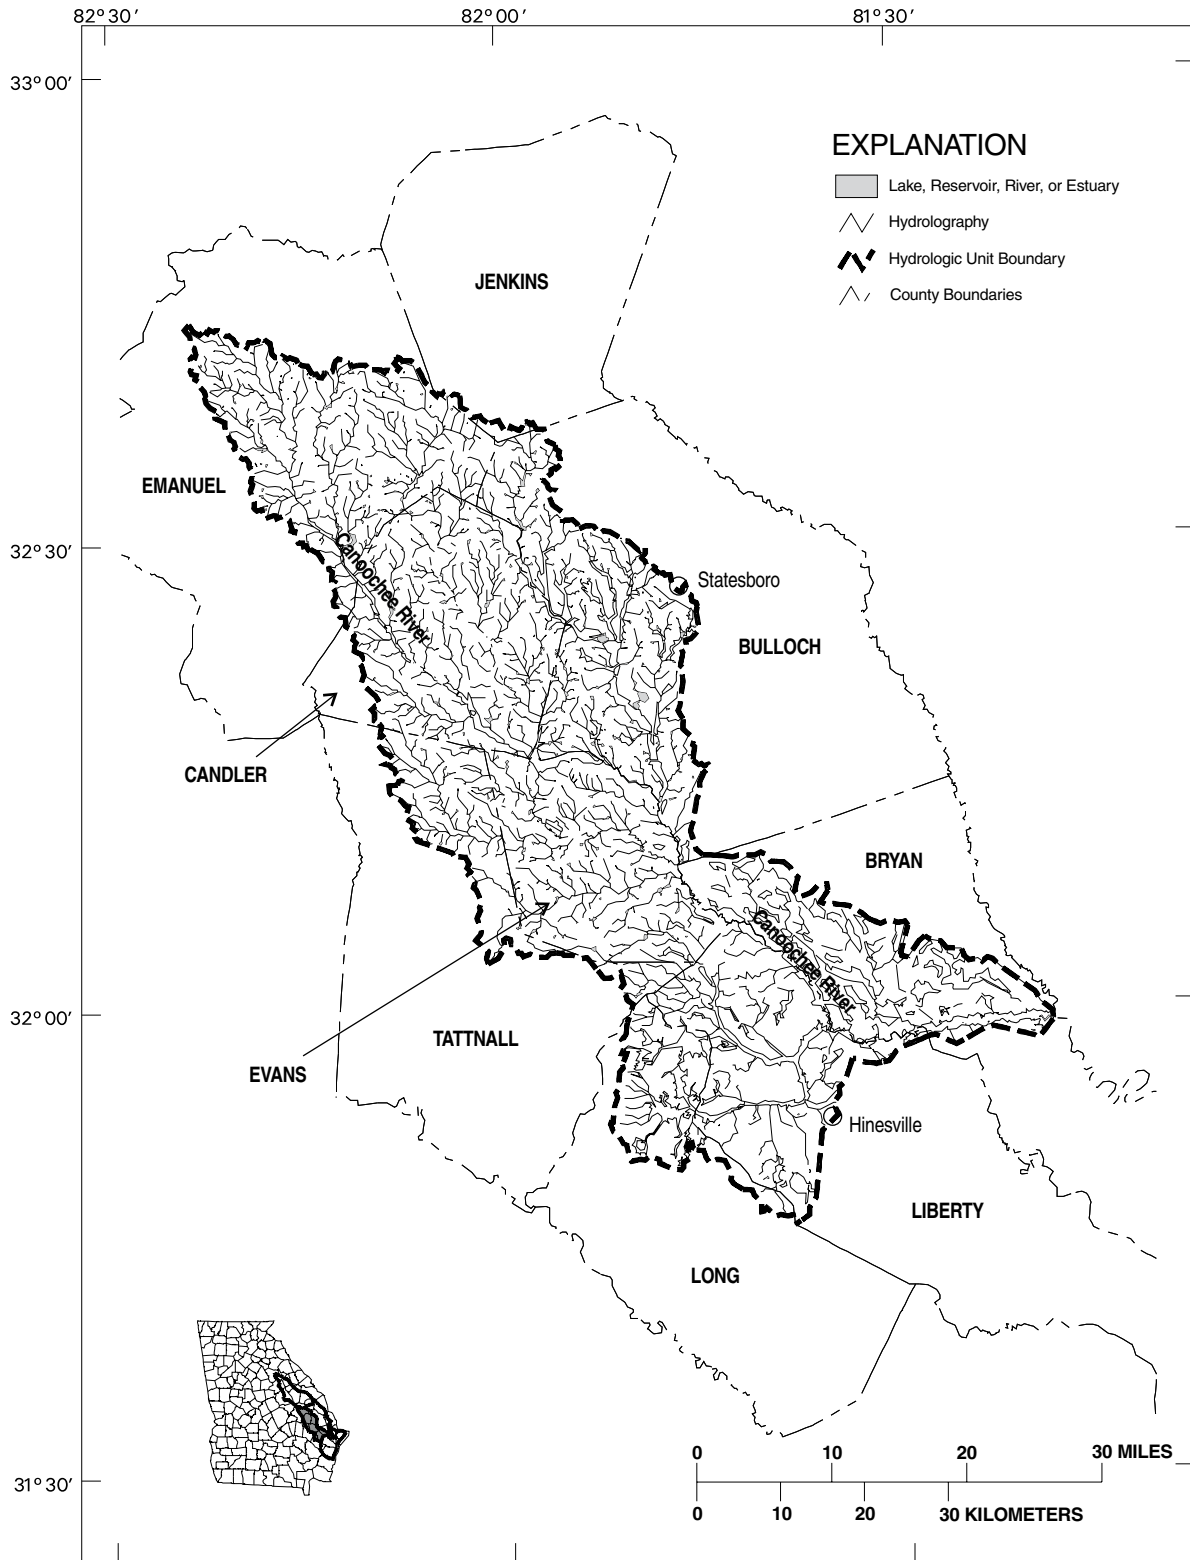 82° 30′ 82° 00′ 81° 30′
33° 00′
EXPLANATION
Lake, Reservoir, River, or Estuary
Hydrolography
Hydrologic Unit Boundary
County Boundaries
JENKINS
EMANUEL
32° 30′
Canoochee River
Statesboro
BULLOCH
CANDLER
BRYAN
Canoochee River
32° 00′
TATTNALL
EVANS
Hinesville
LIBERTY
LONG
0 10 20 30 MILES
31° 30′
0 10 20 30 KILOMETERS